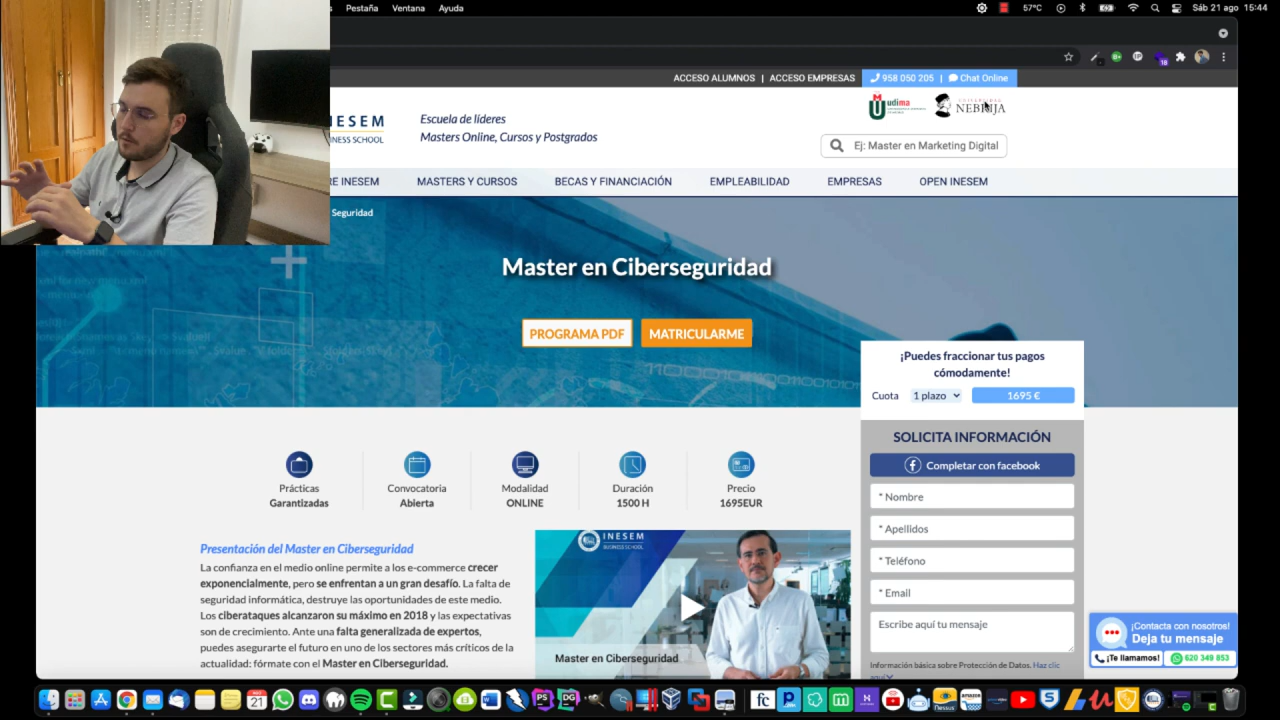 Pestaña Ventana Ayuda
57°C
Sáb 21 ago 15:44
ACCESO ALUMNOS | ACCESO EMPRESAS
958 050 205 | Chat Online
udima
NEBRIJA
INESEM
Escuela de líderes
Masters Online, Cursos y Postgrados
Ej: Master en Marketing Digital
INESEM
MASTERS Y CURSOS
BECAS Y FINANCIACIÓN
EMPLEABILIDAD
EMPRESAS
OPEN INESEM
Seguridad
Master en Ciberseguridad
PROGRAMA PDF
MATRICULARME
¡Puedes fraccionar tus pagos
cómodamente!
Cuota 1 plazo 1695 €
SOLICITA INFORMACIÓN
Completar con facebook
* Nombre
* Apellidos
* Teléfono
* Email
Escribe aquí tu mensaje
Información básica sobre Protección de Datos. Haz clic
aquí
Prácticas
Garantizadas
Convocatoria
Abierta
Modalidad
ONLINE
Duración
1500 H
Precio
1695EUR
Presentación del Master en Ciberseguridad
La confianza en el medio online permite a los e-commerce crecer
exponencialmente, pero se enfrentan a un gran desafío. La falta de
seguridad informática, destruye las oportunidades de este medio.
Los ciberataques alcanzaron su máximo en 2018 y las expectativas
son de crecimiento. Ante una falta generalizada de expertos,
puedes asegurarte el futuro en uno de los sectores más críticos de la
actualidad: fórmate con el Master en Ciberseguridad.
INESEM
BUSINESS SCHOOL
Master en Ciberseguridad
¡Contacta con nosotros!
Deja tu mensaje
¡Te llamamos!
620 349 853